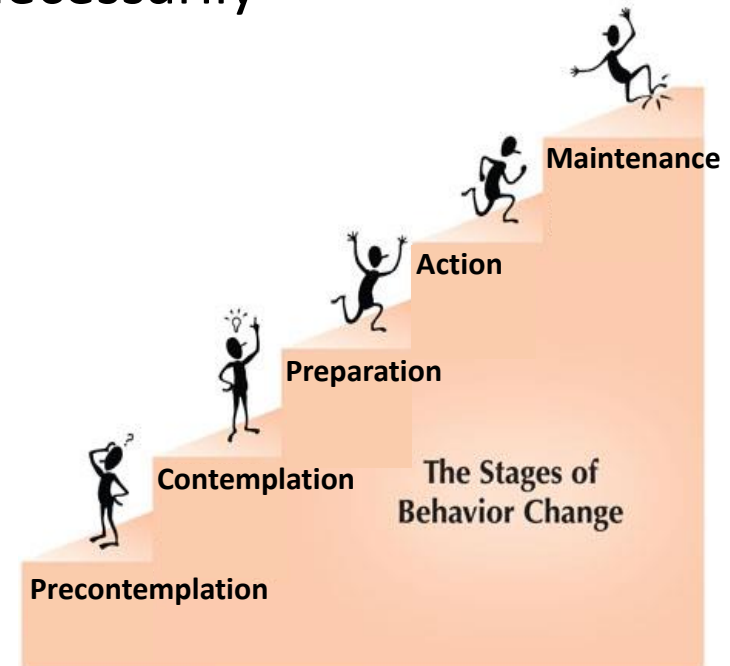 Maintenance
Action
Preparation
Contemplation
The Stages of
Behavior Change
Precontemplation